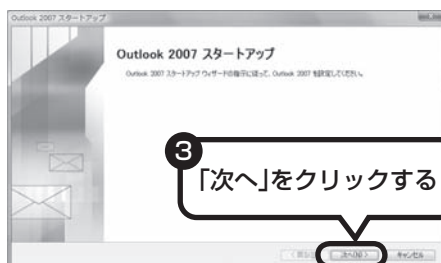 Outlook 2007 スタートアップ
Outlook 2007 スタートアップ
Outlook 2007 スタートアップ ウィザードの指示に従って、Outlook 2007 を設定してください。
3
「次へ」をクリックする
次へ(N) >
キャンセル